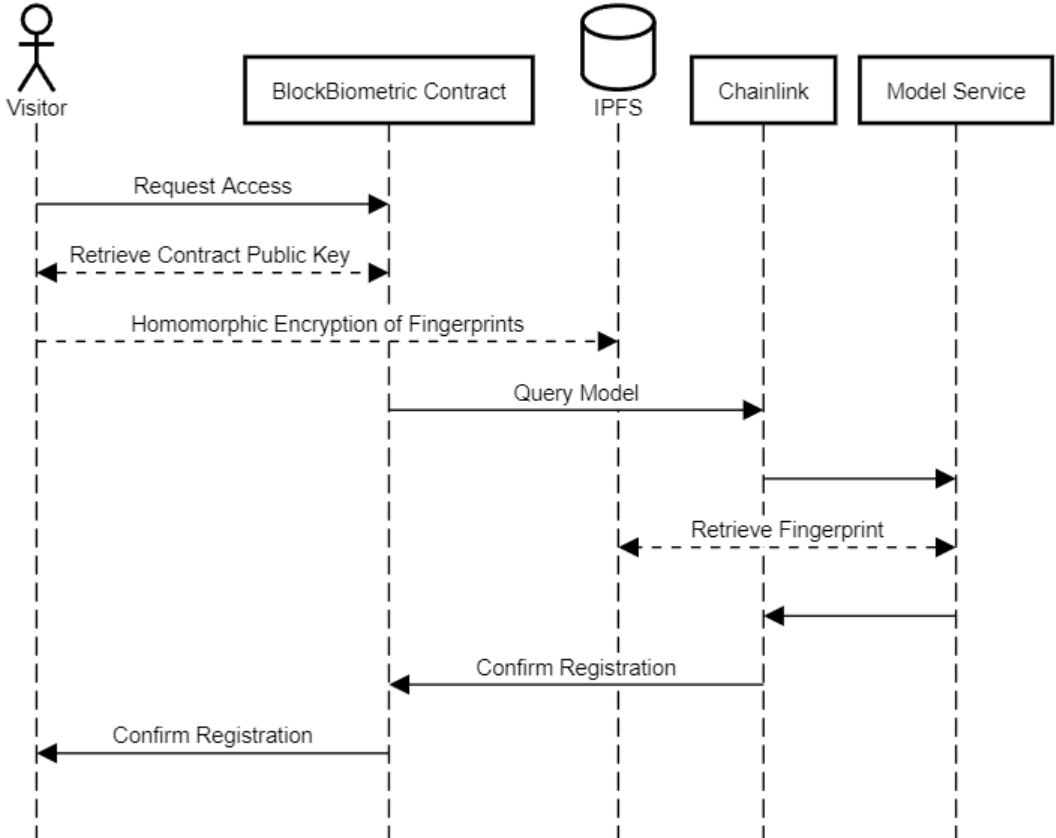 Visitor
BlockBiometric Contract
IPFS
Chainlink
Model Service
Request Access
Retrieve Contract Public Key
Homomorphic Encryption of Fingerprints
Query Model
Retrieve Fingerprint
Confirm Registration
Confirm Registration